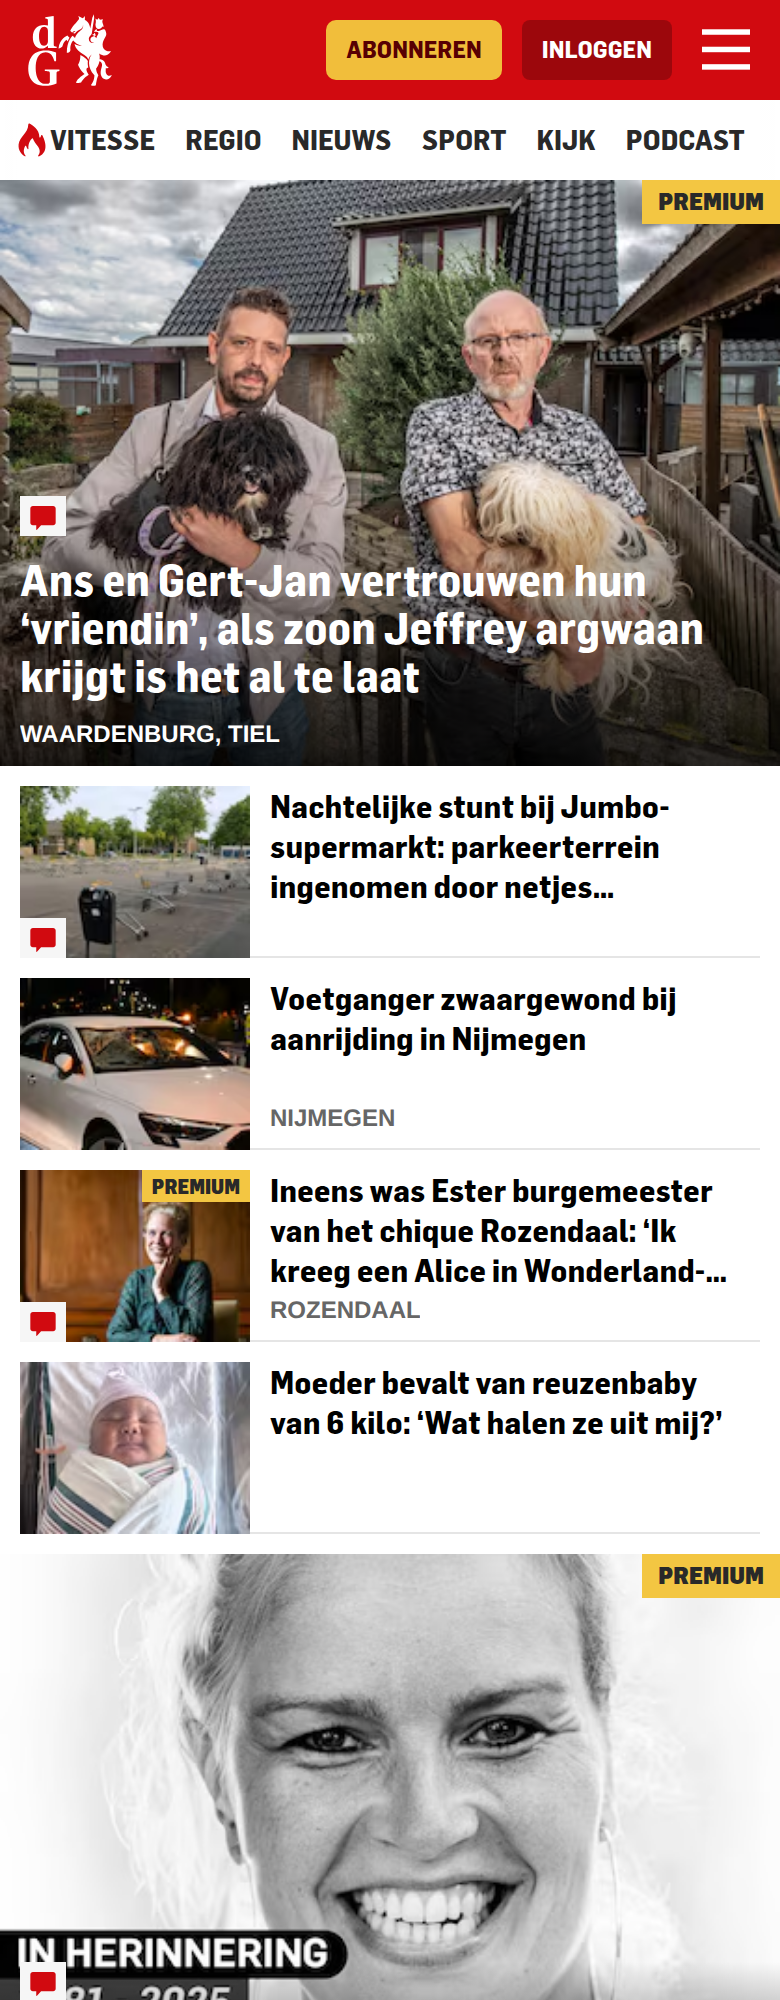 dG
ABONNEREN
INLOGGEN
VITESSE REGIO NIEUWS SPORT KIJK PODCAST
PREMIUM
Ans en Gert-Jan vertrouwen hun
‘vriendin’, als zoon Jeffrey argwaan
krijgt is het al te laat
WAARDENBURG, TIEL
Nachtelijke stunt bij Jumbo-
supermarkt: parkeerterrein
ingenomen door netjes...
Voetganger zwaargewond bij
aanrijding in Nijmegen
NIJMEGEN
PREMIUM
Ineens was Ester burgemeester
van het chique Rozendaal: ‘Ik
kreeg een Alice in Wonderland-...
ROZENDAAL
Moeder bevalt van reuzenbaby
van 6 kilo: ‘Wat halen ze uit mij?’
PREMIUM
IN HERINNERING
- 2025